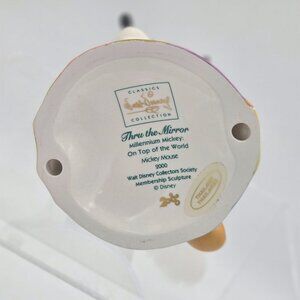 CLASSICS
Walt Disney
COLLECTION
Thru the Mirror
Millennium Mickey:
On Top of the World
Mickey Mouse
2000
Walt Disney Collectors Society
Membership Sculpture
© Disney